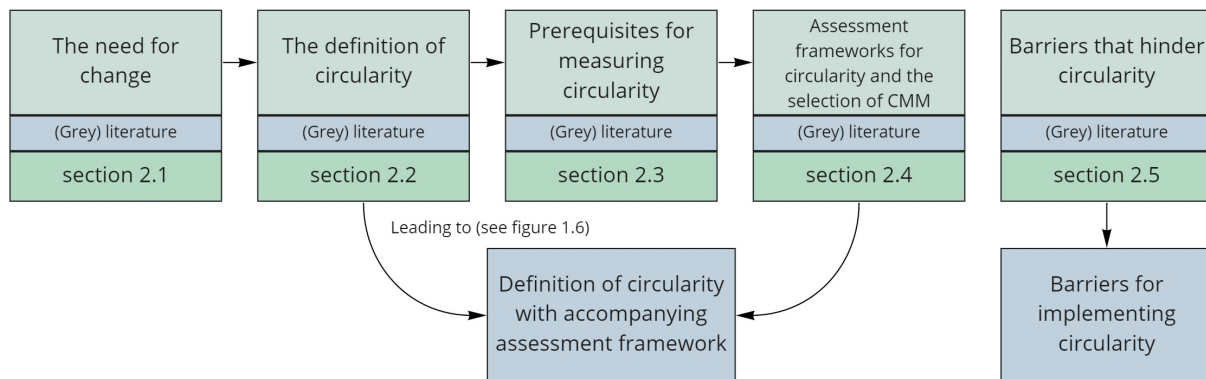 The need for
change
(Grey) literature
section 2.1
The definition of
circularity
(Grey) literature
section 2.2
Prerequisites for
measuring
circularity
(Grey) literature
section 2.3
Assessment
frameworks for
circularity and the
selection of CMM
(Grey) literature
section 2.4
Barriers that hinder
circularity
(Grey) literature
section 2.5
Leading to (see figure 1.6)
Definition of circularity
with accompanying
assessment framework
Barriers for
implementing
circularity